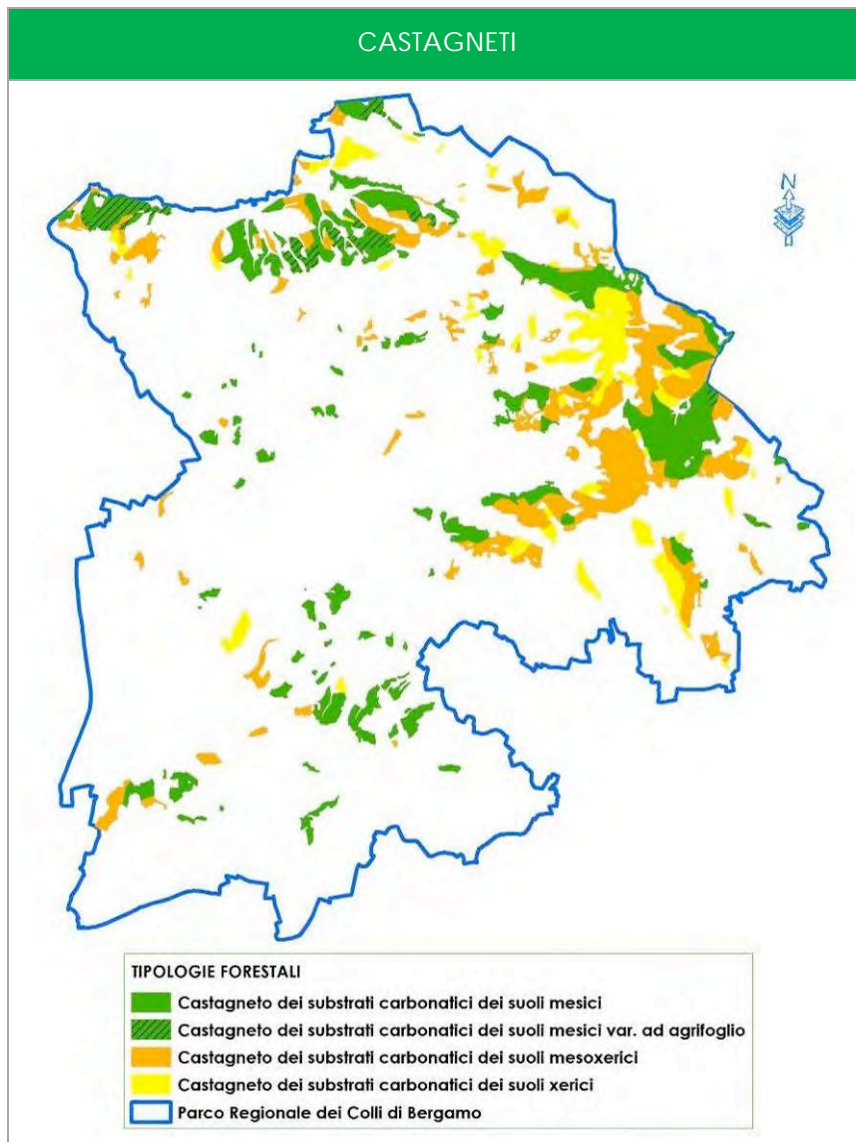 CASTAGNETI
N
TIPOLOGIE FORESTALI
Castagneto dei substrati carbonatici dei suoli mesici
Castagneto dei substrati carbonatici dei suoli mesici var. ad agrifoglio
Castagneto dei substrati carbonatici dei suoli mesoxerici
Castagneto dei substrati carbonatici dei suoli xerici
Parco Regionale dei Colli di Bergamo